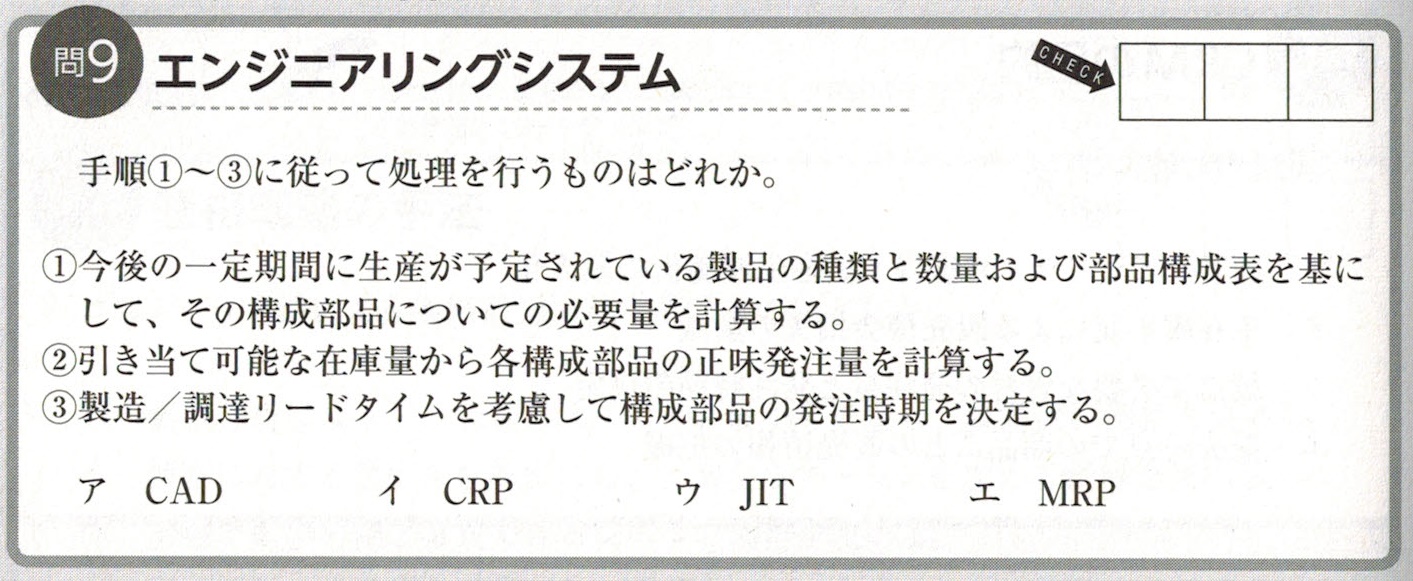 問9 エンジニアリングシステム
CHECK
手順①～③に従って処理を行うものはどれか。
①今後の一定期間に生産が予定されている製品の種類と数量および部品構成表を基に
して、その構成部品についての必要量を計算する。
②引き当て可能な在庫量から各構成部品の正味発注量を計算する。
③製造／調達リードタイムを考慮して構成部品の発注時期を決定する。
ア CAD イ CRP ウ JIT エ MRP